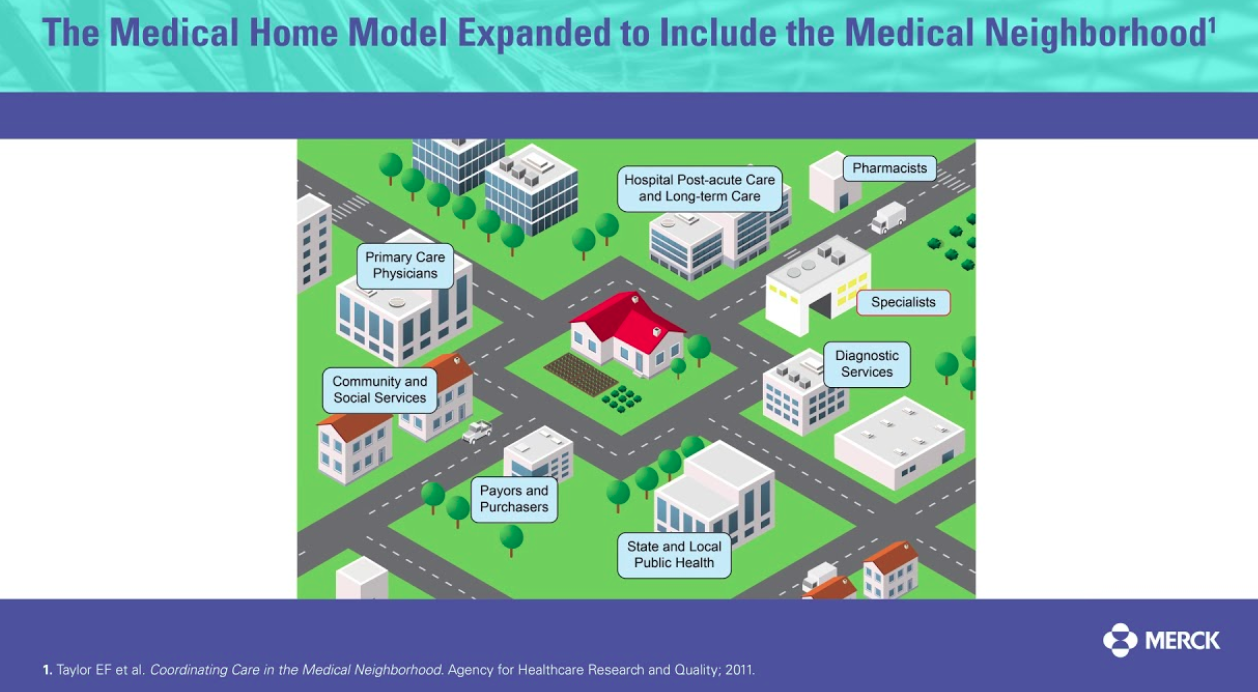 The Medical Home Model Expanded to Include the Medical Neighborhood¹
Hospital Post-acute Care
and Long-term Care
Pharmacists
Primary Care
Physicians
Specialists
Diagnostic
Services
Community and
Social Services
Payors and
Purchasers
State and Local
Public Health
MERCK
1. Taylor EF et al. Coordinating Care in the Medical Neighborhood. Agency for Healthcare Research and Quality; 2011.